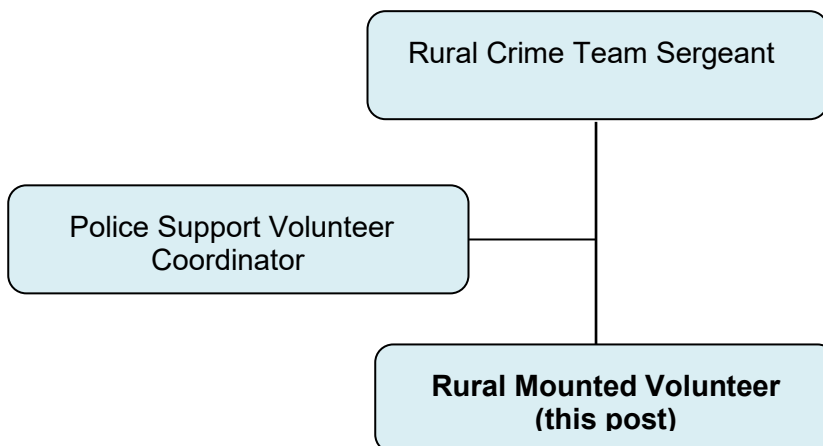 Rural Crime Team Sergeant
Police Support Volunteer
Coordinator
Rural Mounted Volunteer
(this post)